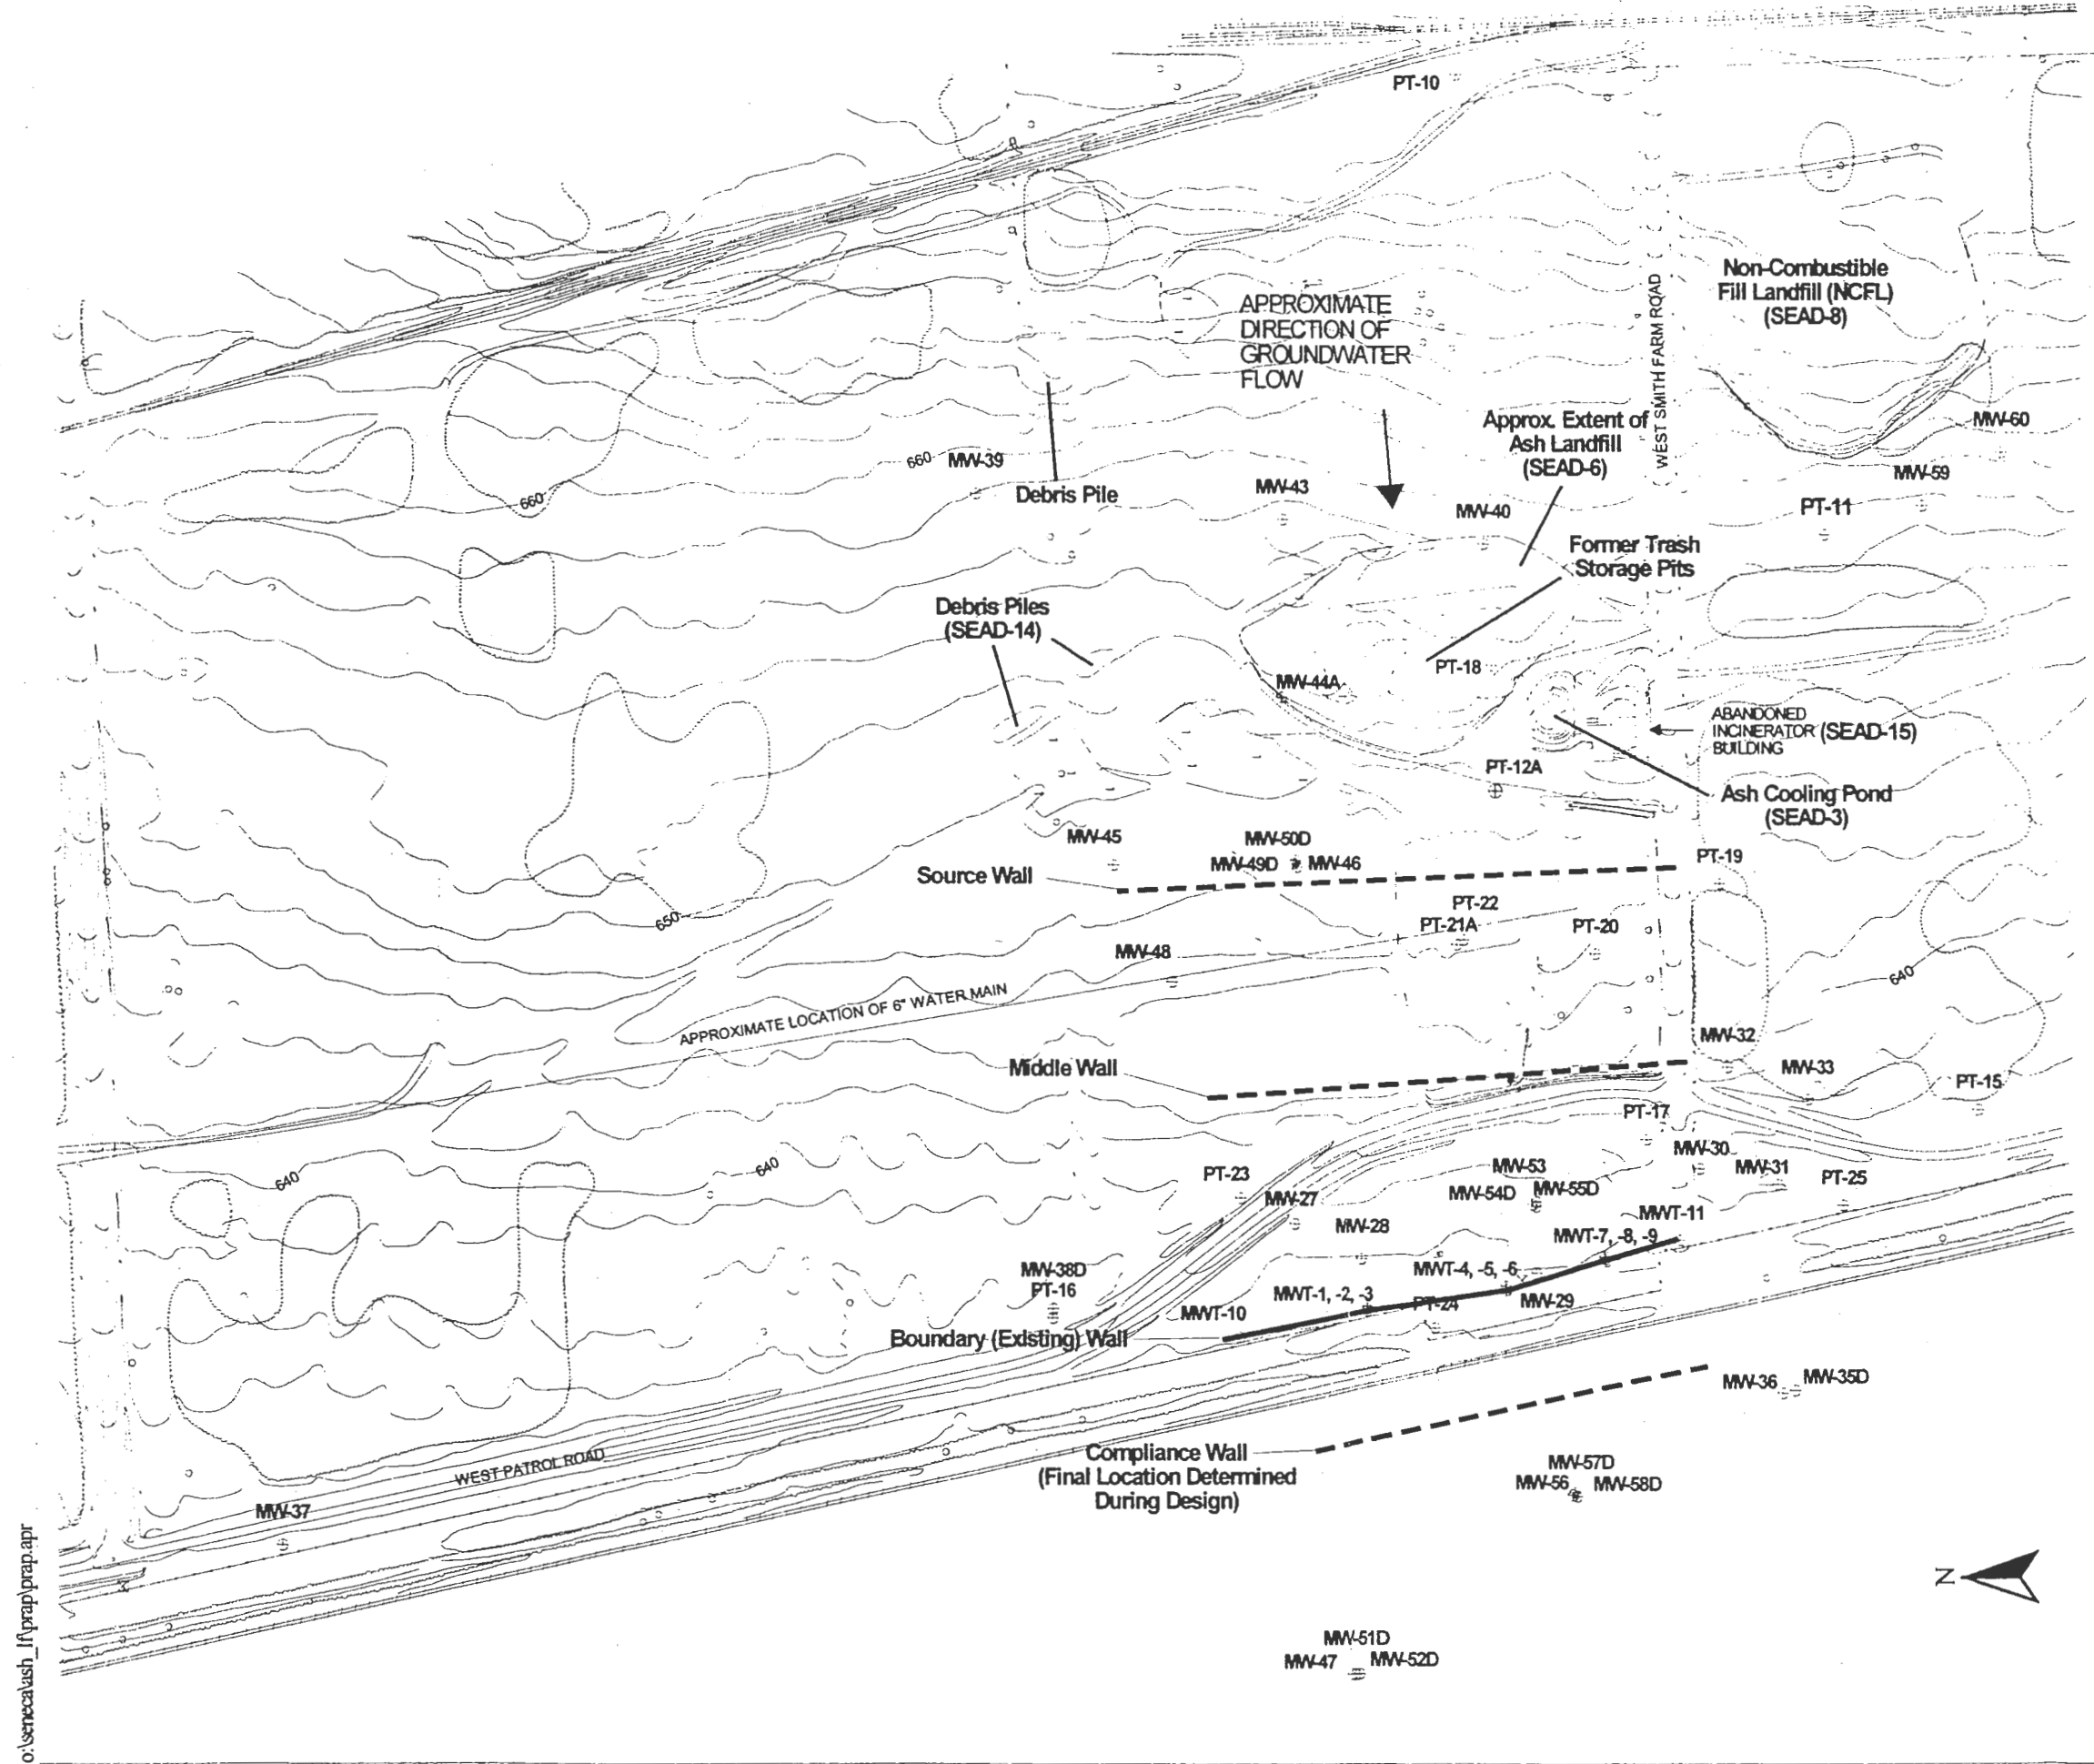 PT-10
WEST SMITH FARM ROAD
Non-Combustible
Fill Landfill (NCFL)
(SEAD-8)
APPROXIMATE
DIRECTION OF
GROUNDWATER
FLOW
Approx. Extent of
Ash Landfill
(SEAD-6)
MW-60
660
MW-39
MW-59
660
Debris Pile
MW-43
MW-40
PT-11
Former Trash
Storage Pits
Debris Piles
(SEAD-14)
PT-18
MW-44A
ABANDONED
INCINERATOR (SEAD-15)
BUILDING
PT-12A
Ash Cooling Pond
(SEAD-3)
MW-45
MW-50D
MW-49D
MW-46
PT-19
Source Wall
650
PT-22
PT-21A
PT-20
MW-48
640
APPROXIMATE LOCATION OF 6" WATER MAIN
MW-32
Middle Wall
MW-33
PT-15
PT-17
640
640
MW-30
PT-23
MW-53
MW-31
PT-25
MW-27
MW-54D
MW-55D
MW-28
MWT-11
MWT-7, -8, -9
MW-38D
PT-16
MWT-4, -5, -6
MWT-1, -2, -3
PT-24
MW-29
MWT-10
Boundary (Existing) Wall
MW-36
MW-35D
WEST PATROL ROAD
Compliance Wall
(Final Location Determined
During Design)
MW-57D
MW-56
MW-58D
MW-37
N
MW-51D
MW-47
MW-52D
o:\seneca\ash_lf\prap\prap.apr